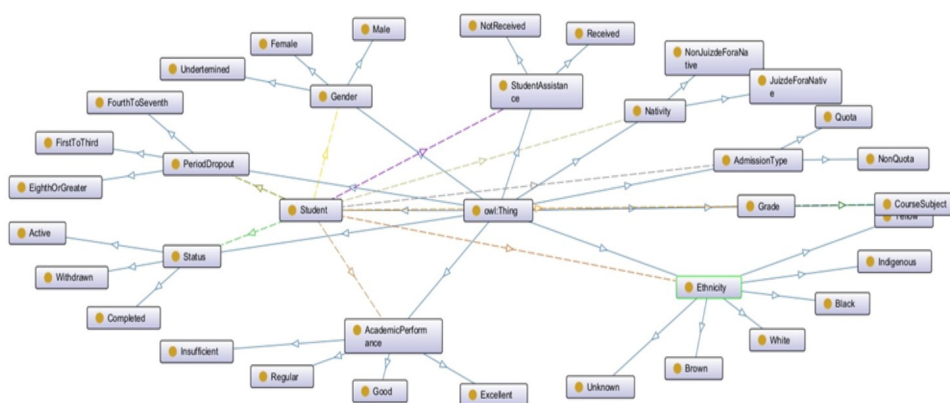 NotReceived
Male
Received
Female
NonJuizdeForaNa
tive
Undertemined
JuizdeForaNativ
e
StudentAssistan
ce
Gender
FourthToSeventh
Nativity
Quota
FirstToThird
PeriodDropout
AdmissionType
NonQuota
EighthOrGreater
Student
owl:Thing
Grade
CourseSubject
Yellow
Active
Status
Indigenous
Withdrawn
Ethnicity
Black
Completed
AcademicPerform
ance
White
Insufficient
Brown
Regular
Unknown
Good
Excellent